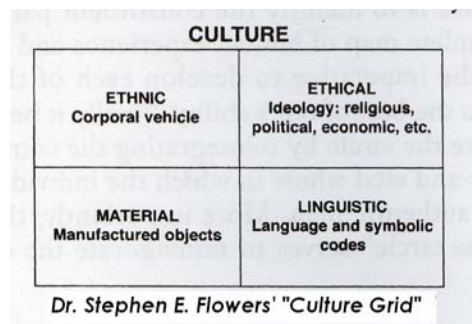 CULTURE
ETHNIC
Corporal vehicle
ETHICAL
Ideology: religious,
political, economic, etc.
MATERIAL
Manufactured objects
LINGUISTIC
Language and symbolic
codes
Dr. Stephen E. Flowers' "Culture Grid"